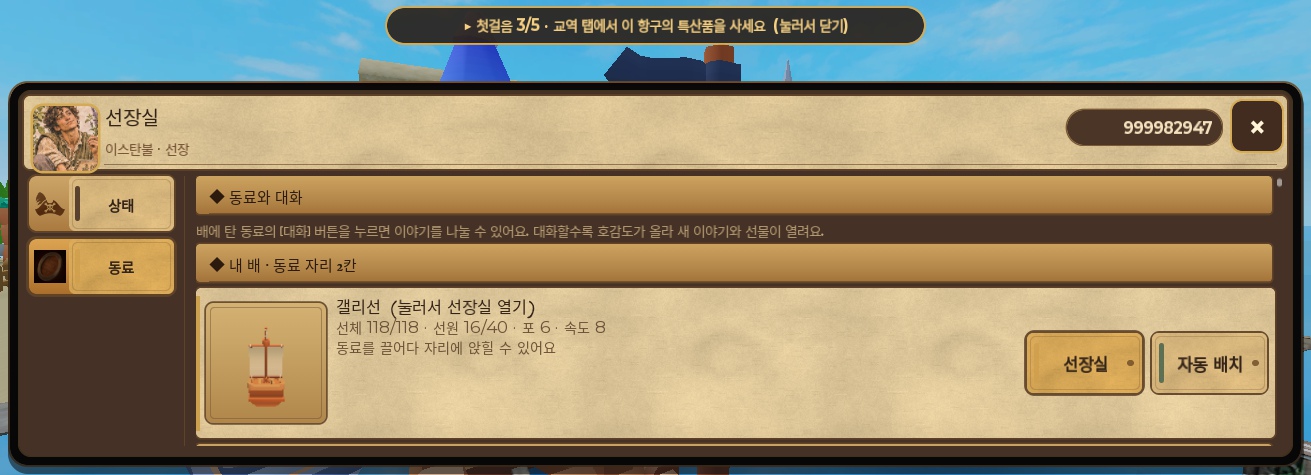 ▸ 첫걸음 3/5 · 교역 탭에서 이 항구의 특산품을 사세요 (눌러서 닫기)
선장실
이스탄불 · 선장
999982947
×
상태
동료
◆ 동료와 대화
배에 탄 동료의 [대화] 버튼을 누르면 이야기를 나눌 수 있어요. 대화할수록 호감도가 올라 새 이야기와 선물이 열려요.
◆ 내 배 · 동료 자리 2칸
갤리선 (눌러서 선장실 열기)
선체 118/118 · 선원 16/40 · 포 6 · 속도 8
동료를 끌어다 자리에 앉힐 수 있어요
선장실
자동 배치